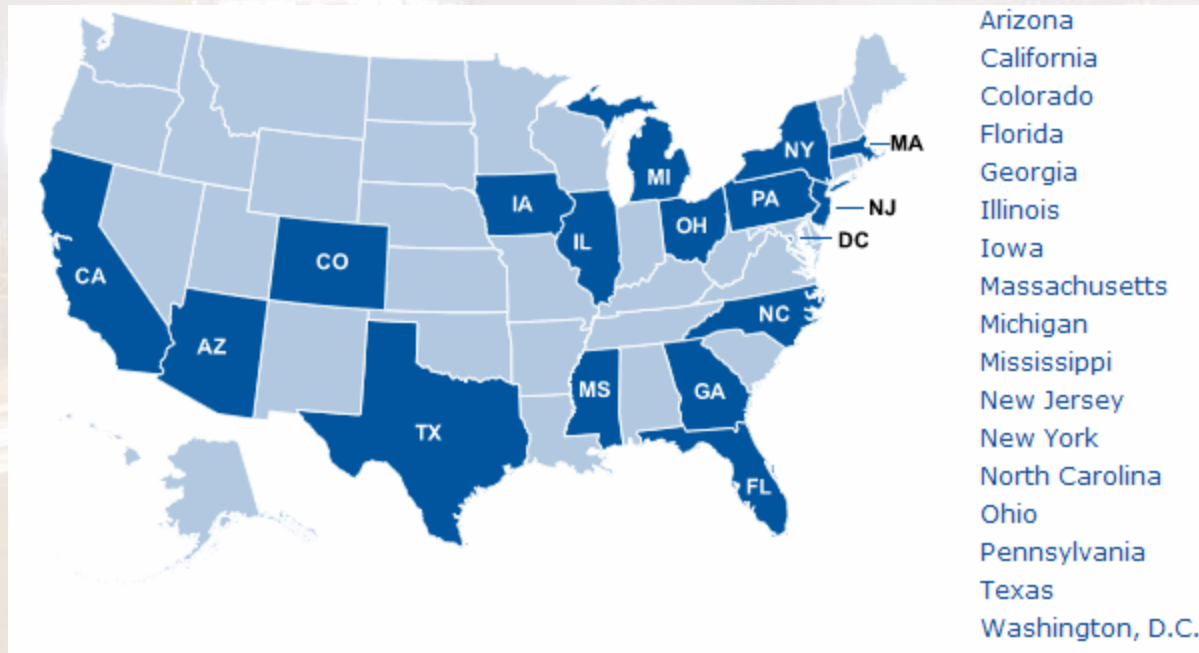 Arizona
California
Colorado
Florida
Georgia
Illinois
Iowa
Massachusetts
Michigan
Mississippi
New Jersey
New York
North Carolina
Ohio
Pennsylvania
Texas
Washington, D.C.
NY
MA
MI
PA
IA
NJ
OH
IL
DC
CO
CA
NC
AZ
MS
GA
TX
FL